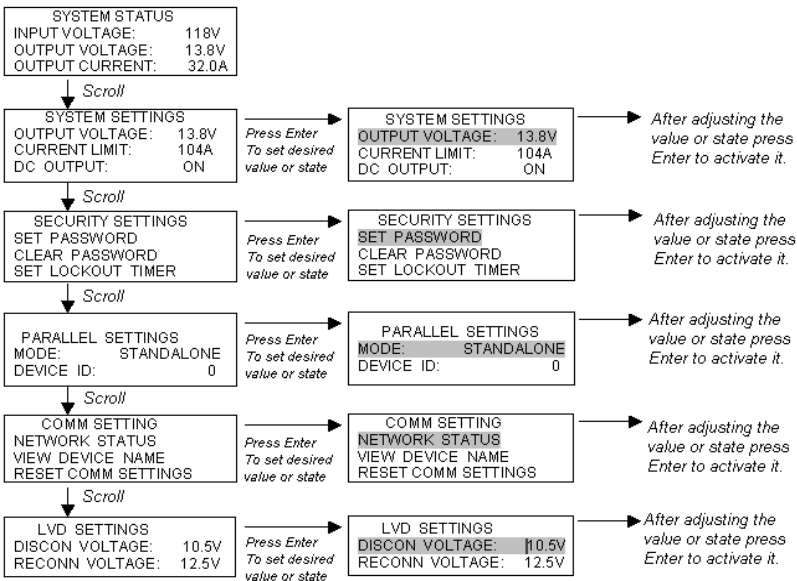 SYSTEM STATUS
INPUT VOLTAGE: 118V
OUTPUT VOLTAGE: 13.8V
OUTPUT CURRENT: 32.0A
Scroll
SYSTEM SETTINGS
OUTPUT VOLTAGE: 13.8V
CURRENT LIMIT: 104A
DC OUTPUT: ON
Press Enter
To set desired
value or state
SYSTEM SETTINGS
OUTPUT VOLTAGE: 13.8V
CURRENT LIMIT: 104A
DC OUTPUT: ON
After adjusting the
value or state press
Enter to activate it.
Scroll
SECURITY SETTINGS
SET PASSWORD
CLEAR PASSWORD
SET LOCKOUT TIMER
Press Enter
To set desired
value or state
SECURITY SETTINGS
SET PASSWORD
CLEAR PASSWORD
SET LOCKOUT TIMER
After adjusting the
value or state press
Enter to activate it.
Scroll
PARALLEL SETTINGS
MODE: STANDALONE
DEVICE ID: 0
Press Enter
To set desired
value or state
PARALLEL SETTINGS
MODE: STANDALONE
DEVICE ID: 0
After adjusting the
value or state press
Enter to activate it.
Scroll
COMM SETTING
NETWORK STATUS
VIEW DEVICE NAME
RESET COMM SETTINGS
Press Enter
To set desired
value or state
COMM SETTING
NETWORK STATUS
VIEW DEVICE NAME
RESET COMM SETTINGS
After adjusting the
value or state press
Enter to activate it.
Scroll
LVD SETTINGS
DISCON VOLTAGE: 10.5V
RECONN VOLTAGE: 12.5V
Press Enter
To set desired
value or state
LVD SETTINGS
DISCON VOLTAGE: 10.5V
RECONN VOLTAGE: 12.5V
After adjusting the
value or state press
Enter to activate it.